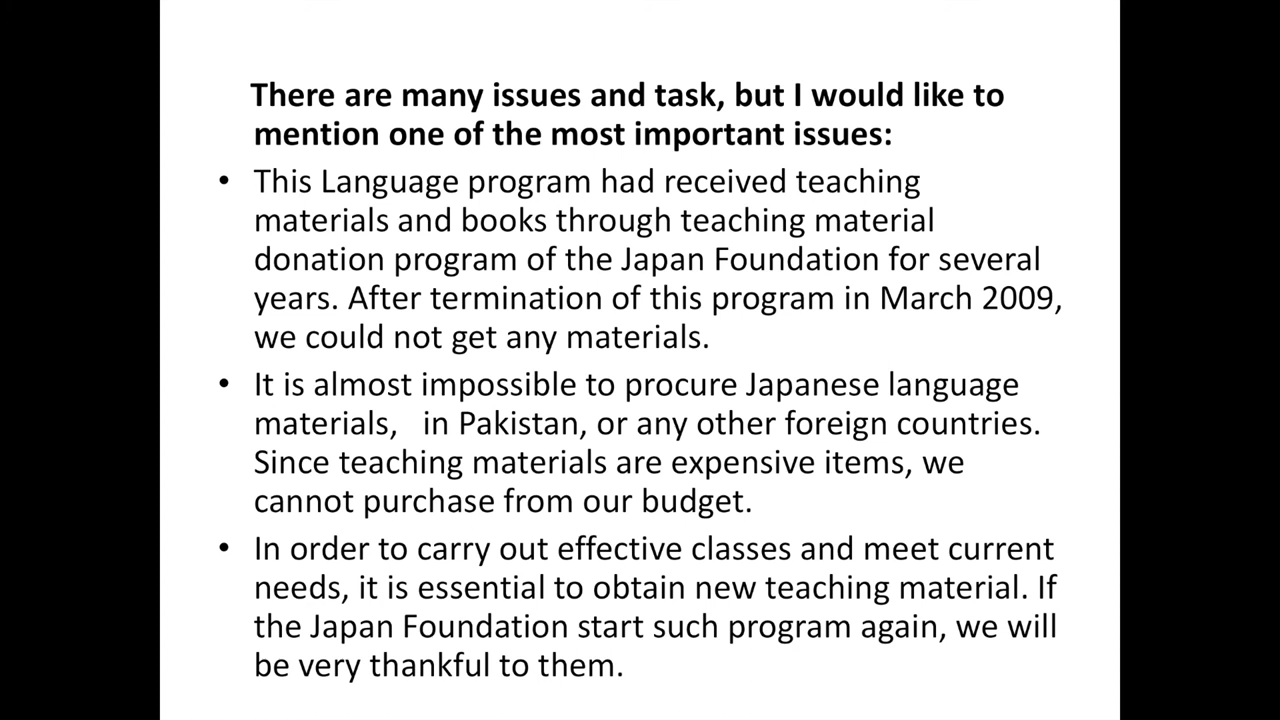 There are many issues and task, but I would like to
mention one of the most important issues:
• This Language program had received teaching
materials and books through teaching material
donation program of the Japan Foundation for several
years. After termination of this program in March 2009,
we could not get any materials.
• It is almost impossible to procure Japanese language
materials,   in Pakistan, or any other foreign countries.
Since teaching materials are expensive items, we
cannot purchase from our budget.
• In order to carry out effective classes and meet current
needs, it is essential to obtain new teaching material. If
the Japan Foundation start such program again, we will
be very thankful to them.